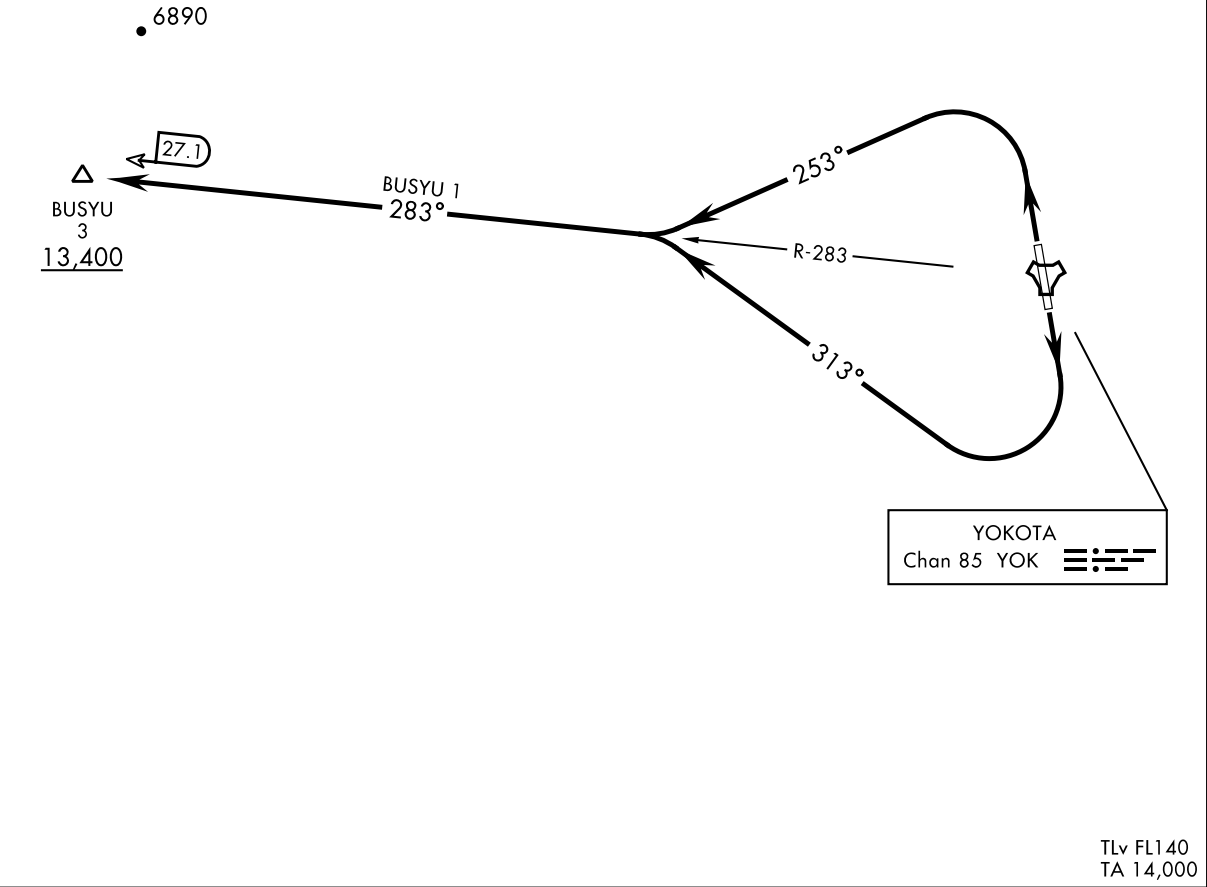 6890
27.1
BUSYU
3
13,400
BUSYU 1
283°
253°
R-283
313°
YOKOTA
Chan 85 YOK
TLv FL140
TA 14,000